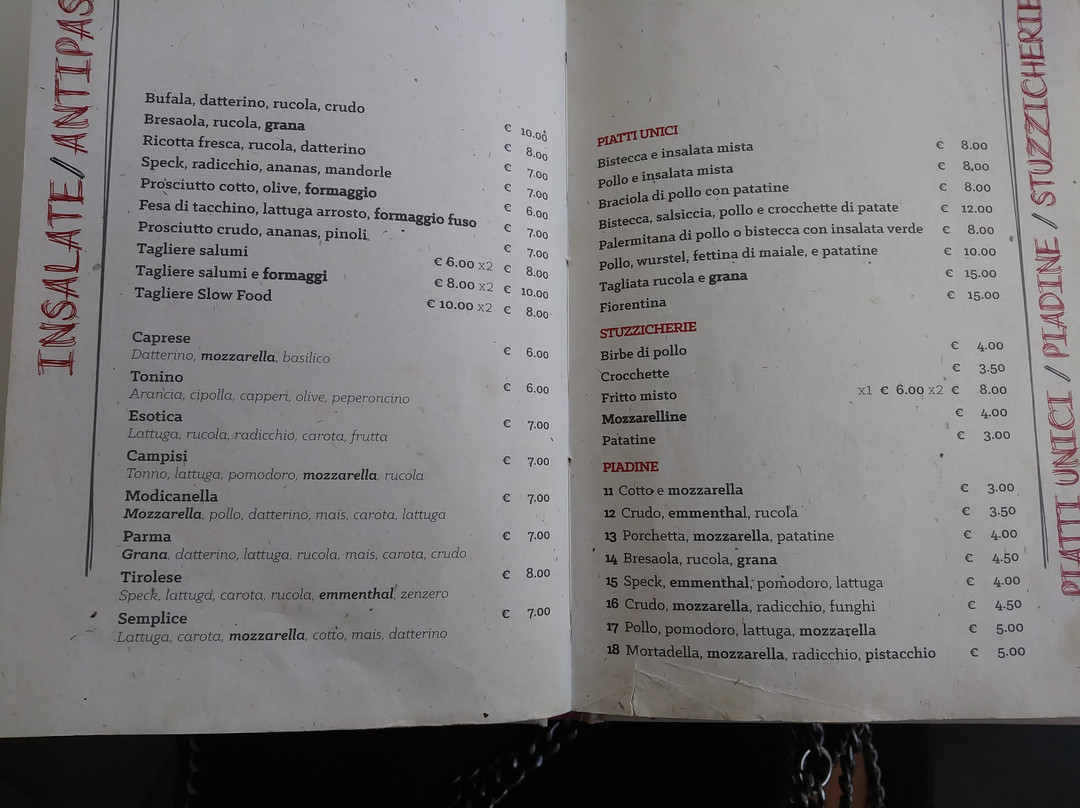 INSALATE // ANTIPAS
Bufala, datterino, rucola, crudo € 10.00
Bresaola, rucola, grana € 8.00
Ricotta fresca, rucola, datterino € 7.00
Speck, radicchio, ananas, mandorle € 7.00
Prosciutto cotto, olive, formaggio € 6.00
Fesa di tacchino, lattuga arrosto, formaggio fuso € 7.00
Prosciutto crudo, ananas, pinoli € 7.00
Tagliere salumi € 6.00 x2 € 8.00
Tagliere salumi e formaggi € 8.00 x2 € 10.00
Tagliere Slow Food € 10.00 x2 € 8.00
Caprese € 6.00
Datterino, mozzarella, basilico
Tonino € 6.00
Arancia, cipolla, capperi, olive, peperoncino
Esotica € 7.00
Lattuga, rucola, radicchio, carota, frutta
Campisi € 7.00
Tonno, lattuga, pomodoro, mozzarella, rucola
Modicanella € 7.00
Mozzarella, pollo, datterino, mais, carota, lattuga
Parma € 7.00
Grana, datterino, lattuga, rucola, mais, carota, crudo
Tirolese € 8.00
Speck, lattuga, carota, rucola, emmenthal, zenzero
Semplice € 7.00
Lattuga, carota, mozzarella, cotto, mais, datterino
PIATTI UNICI
Bistecca e insalata mista € 8.00
Pollo e insalata mista € 8,00
Braciola di pollo con patatine € 8.00
Bistecca, salsiccia, pollo e crocchette di patate € 12.00
Palermitana di pollo o bistecca con insalata verde € 8.00
Pollo, wurstel, fettina di maiale, e patatine € 10.00
Tagliata rucola e grana € 15.00
Fiorentina € 15.00
STUZZICHERIE
Birbe di pollo € 4.00
Crocchette € 3.50
Fritto misto x1 € 6.00 x2 € 8.00
Mozzarelline € 4.00
Patatine € 3.00
PIADINE
11 Cotto e mozzarella € 3.00
12 Crudo, emmenthal, rucola € 3.50
13 Porchetta, mozzarella, patatine € 4.00
14 Bresaola, rucola, grana € 4.50
15 Speck, emmenthal, pomodoro, lattuga € 4.00
16 Crudo, mozzarella, radicchio, funghi € 4.50
17 Pollo, pomodoro, lattuga, mozzarella € 5.00
18 Mortadella, mozzarella, radicchio, pistacchio € 5.00
PIATTI UNICI / PIADINE / STUZZICHERIE